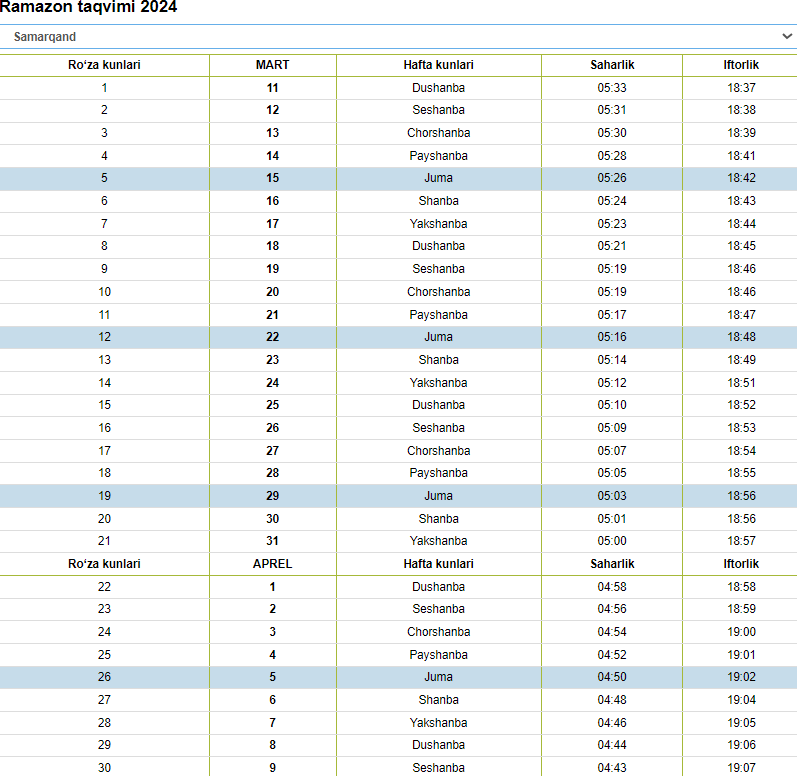 Ramazon taqvimi 2024
Samarqand
Ro‘za kunlari MART Hafta kunlari Saharlik Iftorlik
1 11 Dushanba 05:33 18:37
2 12 Seshanba 05:31 18:38
3 13 Chorshanba 05:30 18:39
4 14 Payshanba 05:28 18:41
5 15 Juma 05:26 18:42
6 16 Shanba 05:24 18:43
7 17 Yakshanba 05:23 18:44
8 18 Dushanba 05:21 18:45
9 19 Seshanba 05:19 18:46
10 20 Chorshanba 05:19 18:46
11 21 Payshanba 05:17 18:47
12 22 Juma 05:16 18:48
13 23 Shanba 05:14 18:49
14 24 Yakshanba 05:12 18:51
15 25 Dushanba 05:10 18:52
16 26 Seshanba 05:09 18:53
17 27 Chorshanba 05:07 18:54
18 28 Payshanba 05:05 18:55
19 29 Juma 05:03 18:56
20 30 Shanba 05:01 18:56
21 31 Yakshanba 05:00 18:57
Ro‘za kunlari APREL Hafta kunlari Saharlik Iftorlik
22 1 Dushanba 04:58 18:58
23 2 Seshanba 04:56 18:59
24 3 Chorshanba 04:54 19:00
25 4 Payshanba 04:52 19:01
26 5 Juma 04:50 19:02
27 6 Shanba 04:48 19:04
28 7 Yakshanba 04:46 19:05
29 8 Dushanba 04:44 19:06
30 9 Seshanba 04:43 19:07